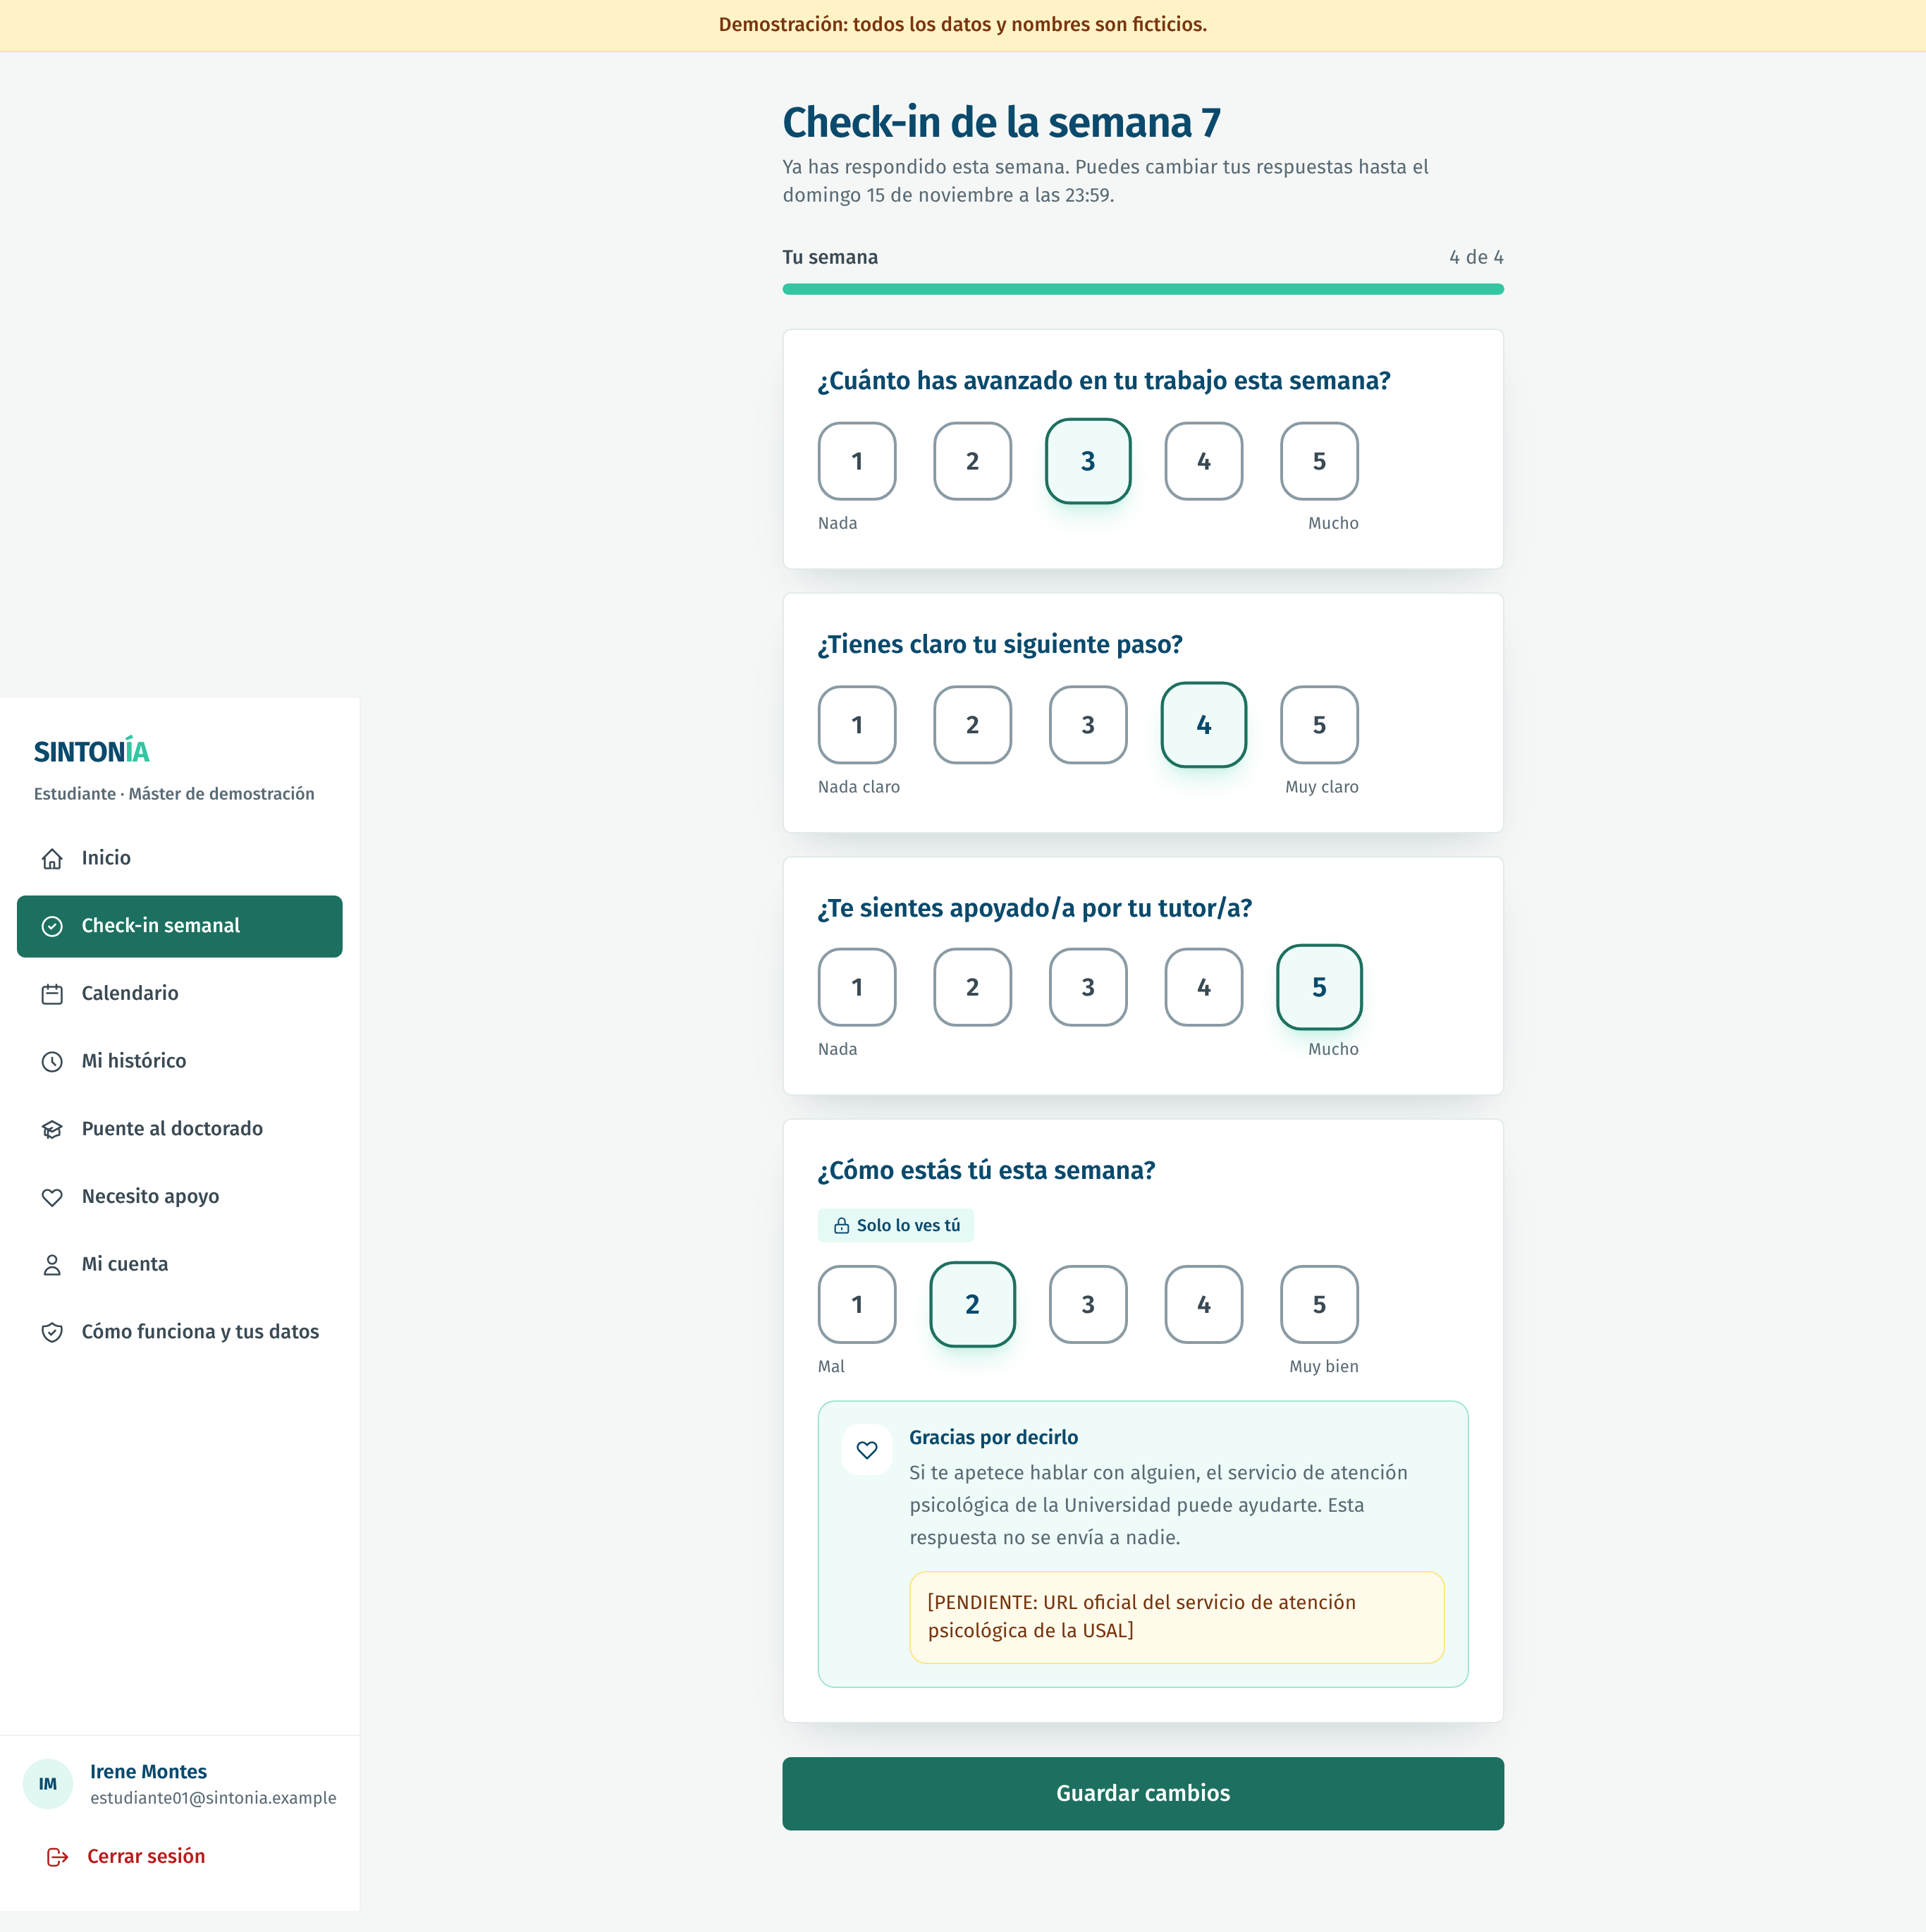 Demostración: todos los datos y nombres son ficticios.
Check-in de la semana 7
Ya has respondido esta semana. Puedes cambiar tus respuestas hasta el
domingo 15 de noviembre a las 23:59.
Tu semana
4 de 4
¿Cuánto has avanzado en tu trabajo esta semana?
1 2 3 4 5
Nada Mucho
¿Tienes claro tu siguiente paso?
1 2 3 4 5
Nada claro Muy claro
¿Te sientes apoyado/a por tu tutor/a?
1 2 3 4 5
Nada Mucho
¿Cómo estás tú esta semana?
Solo lo ves tú
1 2 3 4 5
Mal Muy bien
Gracias por decirlo
Si te apetece hablar con alguien, el servicio de atención
psicológica de la Universidad puede ayudarte. Esta
respuesta no se envía a nadie.
[PENDIENTE: URL oficial del servicio de atención
psicológica de la USAL]
Guardar cambios
SINTONÍA
Estudiante · Máster de demostración
Inicio
Check-in semanal
Calendario
Mi histórico
Puente al doctorado
Necesito apoyo
Mi cuenta
Cómo funciona y tus datos
IM
Irene Montes
estudiante01@sintonia.example
Cerrar sesión